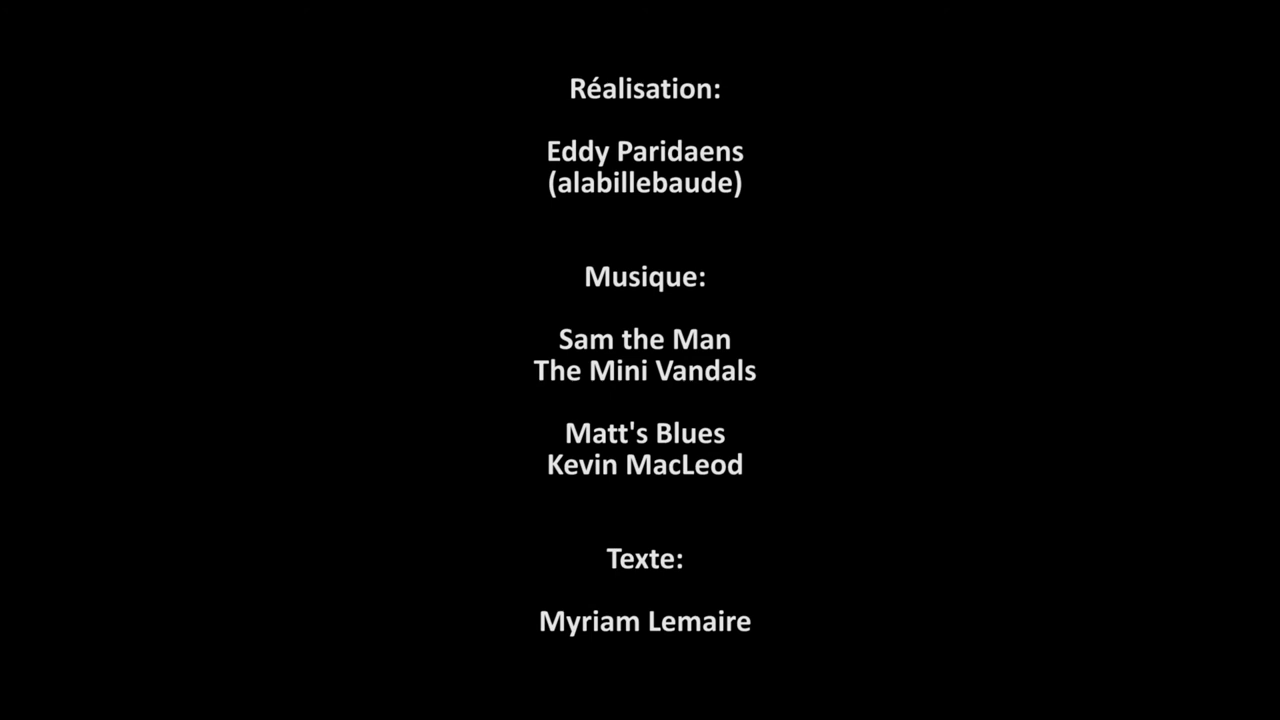 Réalisation:
Eddy Paridaens
(alabillebaude)
Musique:
Sam the Man
The Mini Vandals
Matt's Blues
Kevin MacLeod
Texte:
Myriam Lemaire